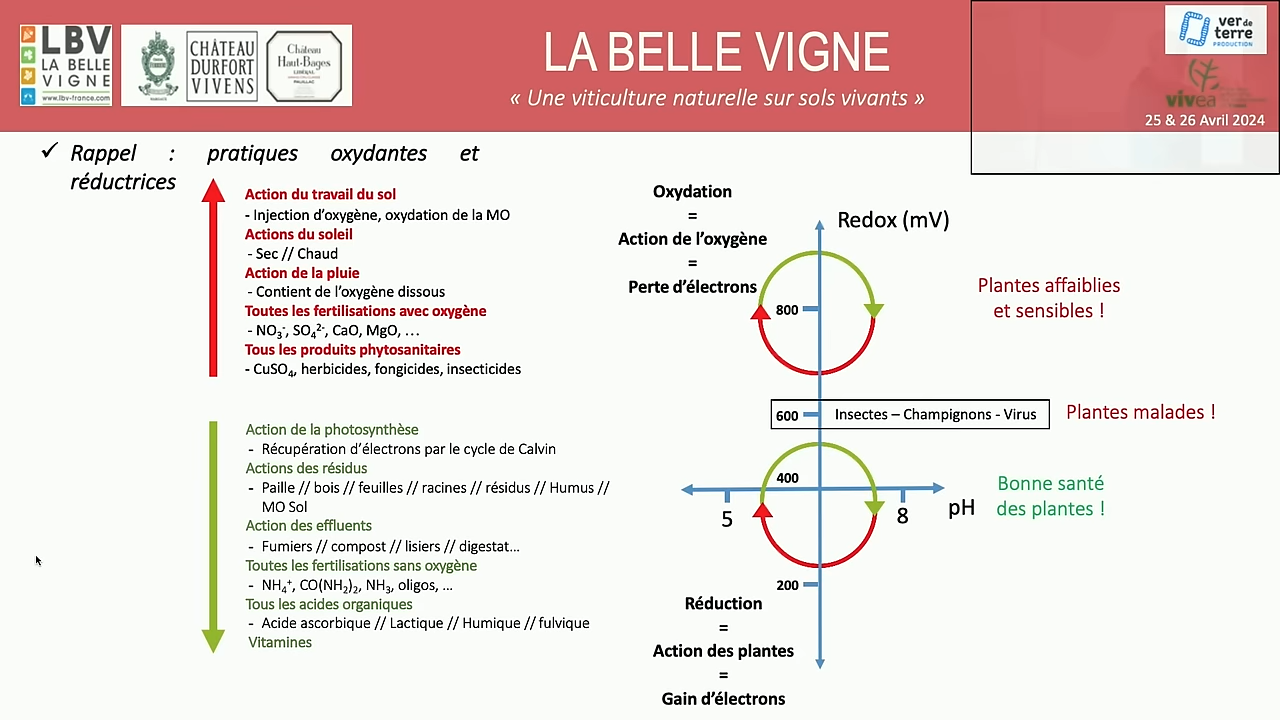 LBV
LA BELLE
VIGNE
www.lbv-france.com
CHÂTEAU
DURFORT
VIVENS
Château
Haut-Bages
LIBÉRAL
PAUILLAC
LA BELLE VIGNE
« Une viticulture naturelle sur sols vivants »
ver de
terre
PRODUCTION
vivea
25 & 26 Avril 2024
✓ Rappel : pratiques oxydantes et
réductrices
Action du travail du sol
- Injection d'oxygène, oxydation de la MO
Actions du soleil
- Sec // Chaud
Action de la pluie
- Contient de l'oxygène dissous
Toutes les fertilisations avec oxygène
- NO₃⁻, SO₄²⁻, CaO, MgO, …
Tous les produits phytosanitaires
- CuSO₄, herbicides, fongicides, insecticides
Action de la photosynthèse
- Récupération d'électrons par le cycle de Calvin
Actions des résidus
- Paille // bois // feuilles // racines // résidus // Humus //
MO Sol
Action des effluents
- Fumiers // compost // lisiers // digestat…
Toutes les fertilisations sans oxygène
- NH₄⁺, CO(NH₂)₂, NH₃, oligos, …
Tous les acides organiques
- Acide ascorbique // Lactique // Humique // fulvique
Vitamines
Oxydation
=
Action de l'oxygène
=
Perte d'électrons
Redox (mV)
800
Plantes affaiblies
et sensibles !
600
Insectes – Champignons - Virus
Plantes malades !
400
5
8
pH
Bonne santé
des plantes !
200
Réduction
=
Action des plantes
=
Gain d'électrons